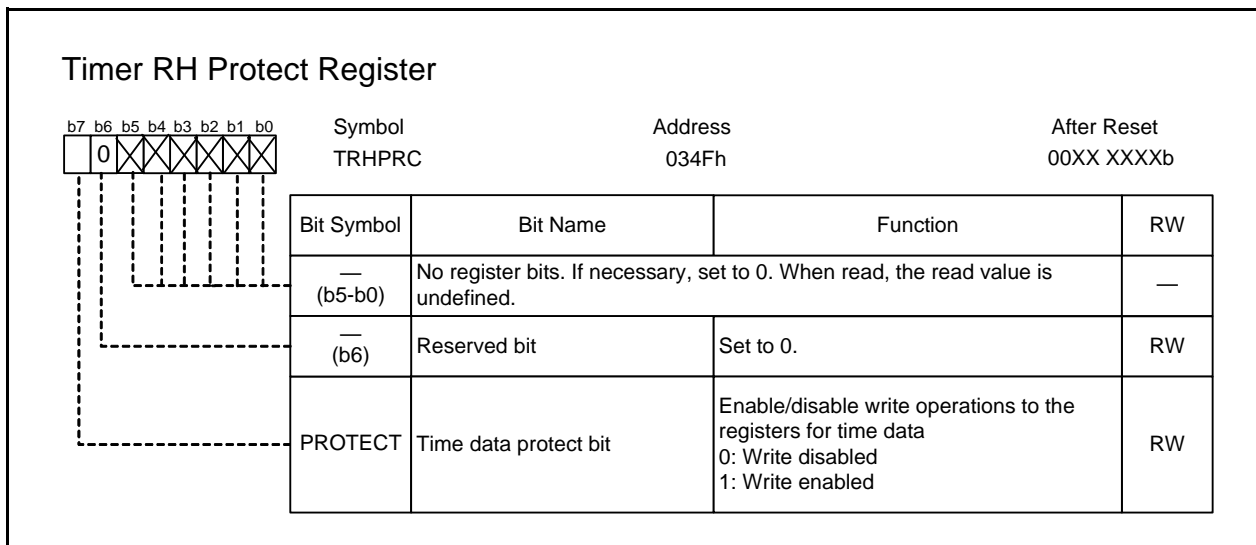 Timer RH Protect Register
b7 b6 b5 b4 b3 b2 b1 b0
0
Symbol Address After Reset
TRHPRC 034Fh 00XX XXXXb
Bit Symbol Bit Name Function RW
—
(b5-b0)
No register bits. If necessary, set to 0. When read, the read value is
undefined.
—
—
(b6)
Reserved bit Set to 0. RW
PROTECT Time data protect bit
Enable/disable write operations to the
registers for time data
0: Write disabled
1: Write enabled
RW